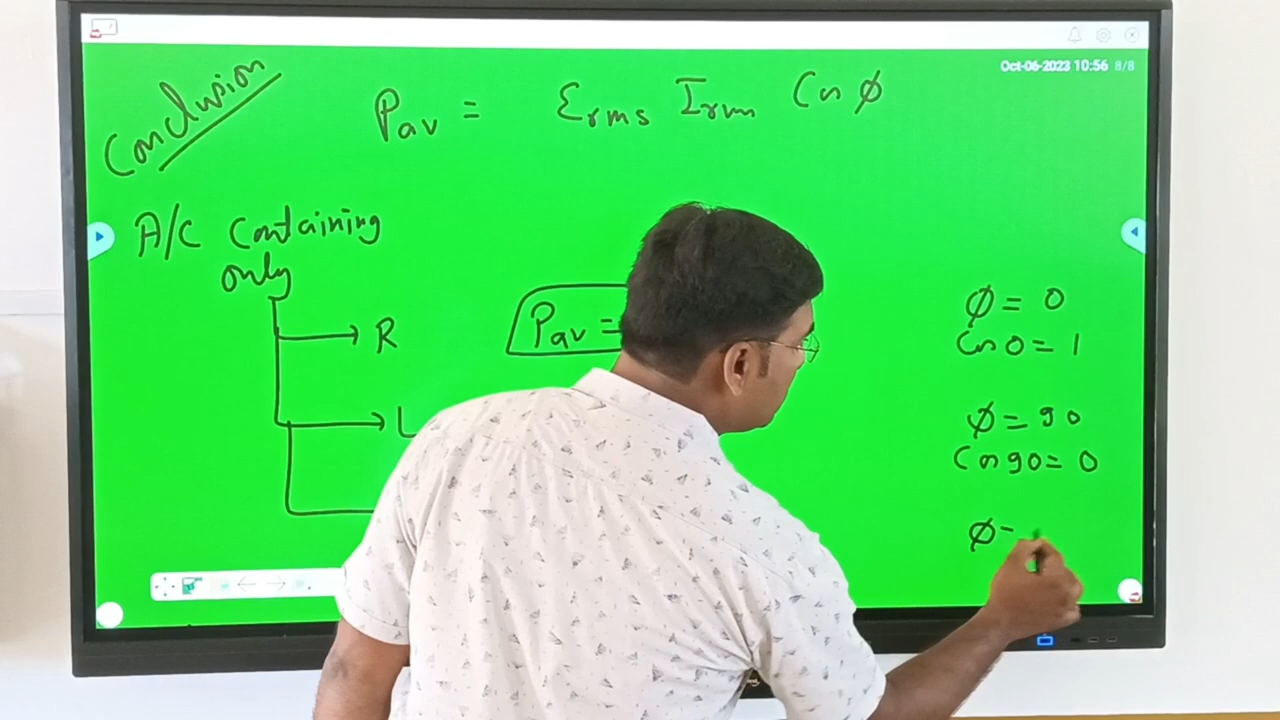 Oct-06-2023 10:56 8/8
Conclusion
Pav = Erms Irms Cos ϕ
A/C Containing
only
R
Pav =
L
ϕ = 0
Cos 0 = 1
ϕ = 90
Cos 90 = 0
ϕ =